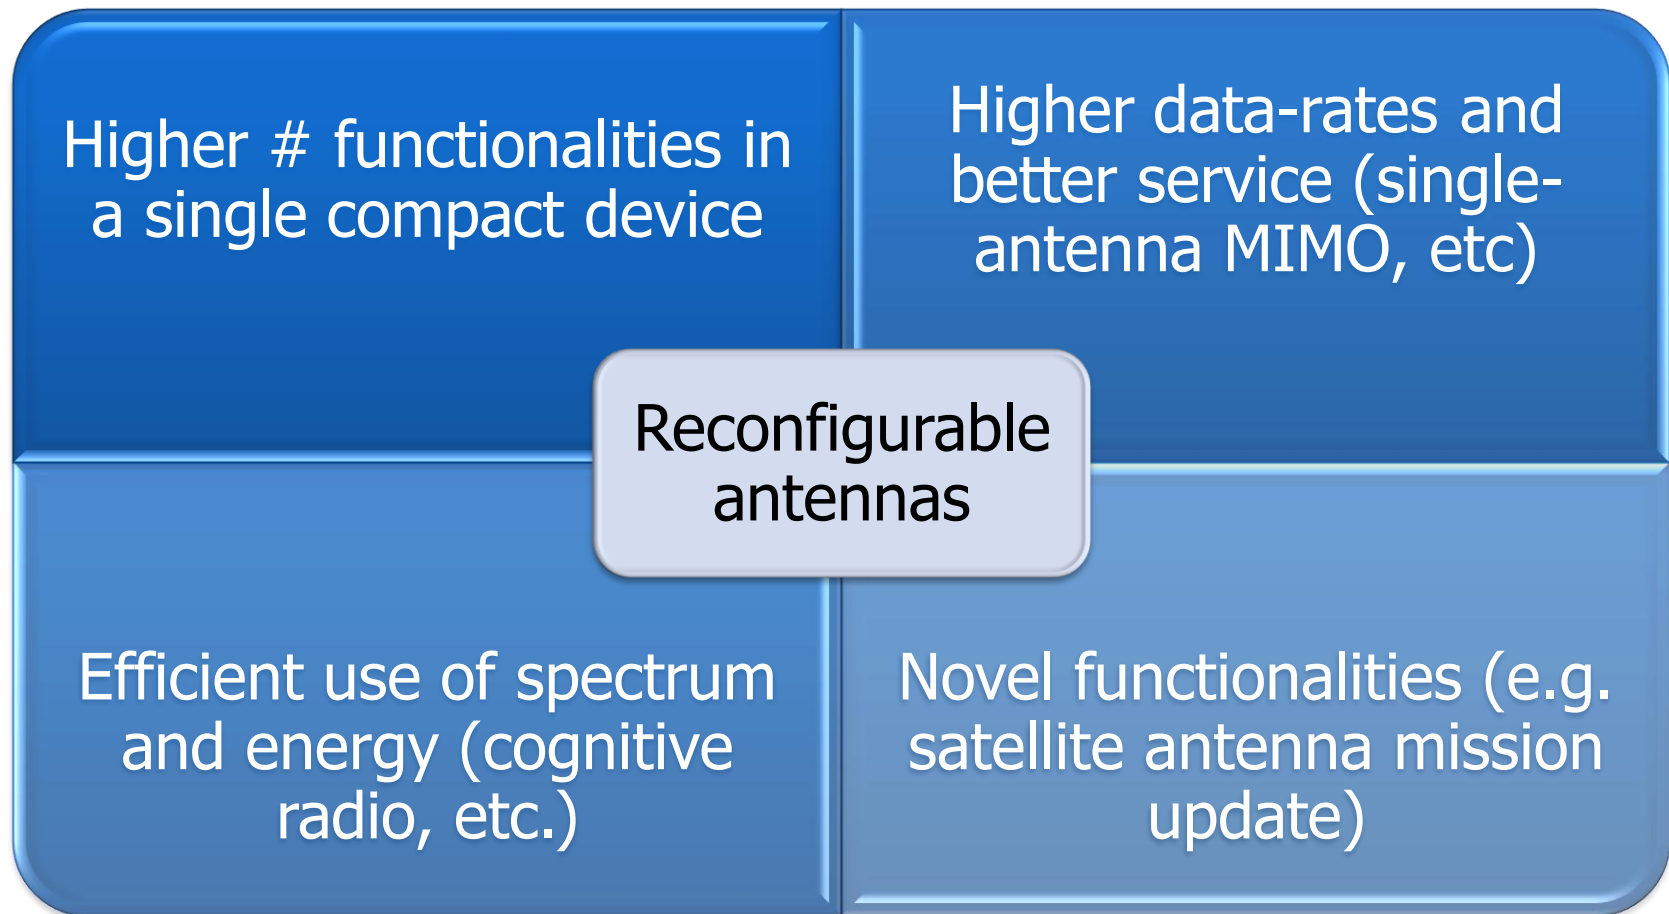 Higher # functionalities in
a single compact device
Higher data-rates and
better service (single-
antenna MIMO, etc)
Reconfigurable
antennas
Efficient use of spectrum
and energy (cognitive
radio, etc.)
Novel functionalities (e.g.
satellite antenna mission
update)